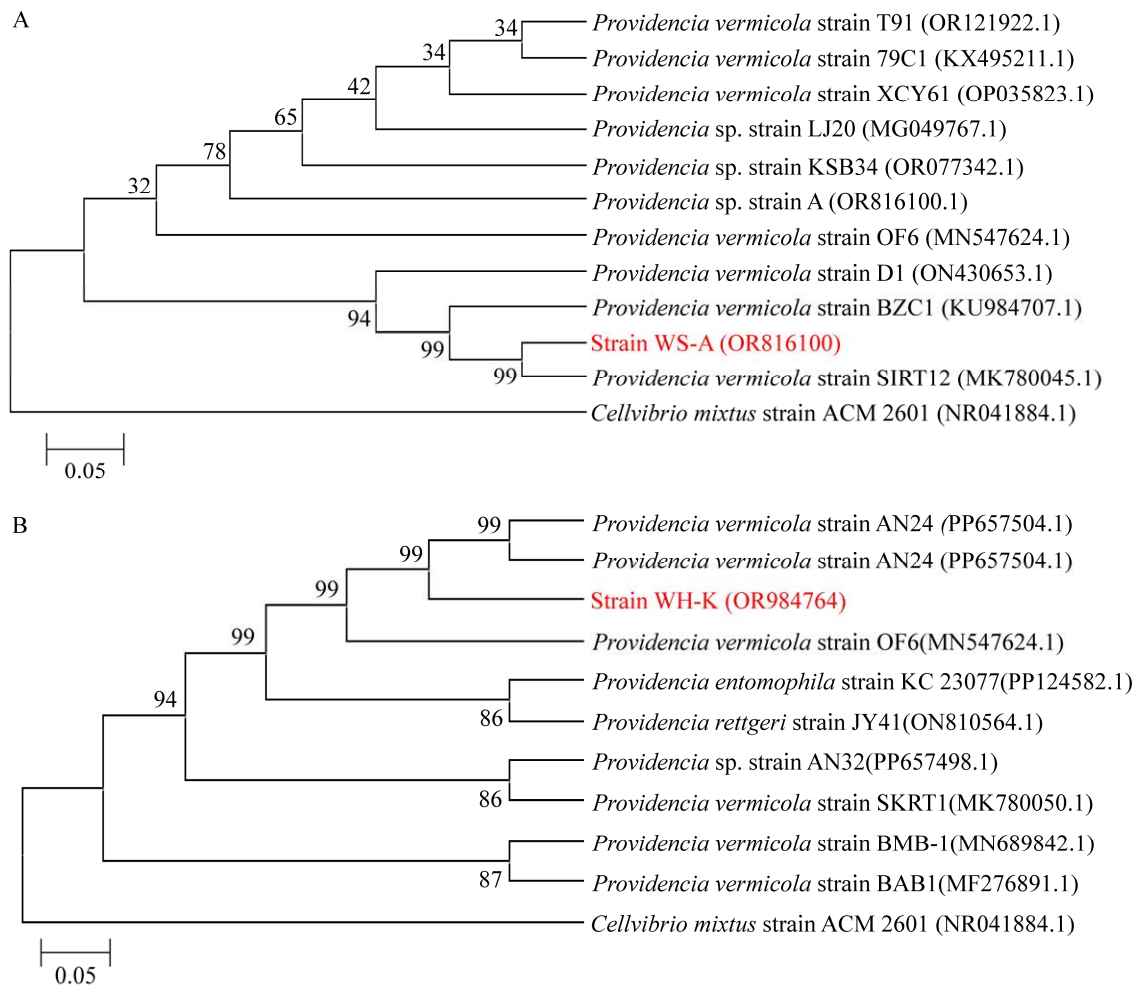 A
Providencia vermicola strain T91 (OR121922.1)
34
Providencia vermicola strain 79C1 (KX495211.1)
34
Providencia vermicola strain XCY61 (OP035823.1)
42
Providencia sp. strain LJ20 (MG049767.1)
65
Providencia sp. strain KSB34 (OR077342.1)
78
Providencia sp. strain A (OR816100.1)
32
Providencia vermicola strain OF6 (MN547624.1)
Providencia vermicola strain D1 (ON430653.1)
94
Providencia vermicola strain BZC1 (KU984707.1)
99
Strain WS-A (OR816100)
99
Providencia vermicola strain SIRT12 (MK780045.1)
Cellvibrio mixtus strain ACM 2601 (NR041884.1)
0.05
B
Providencia vermicola strain AN24 (PP657504.1)
99
Providencia vermicola strain AN24 (PP657504.1)
99
Strain WH-K (OR984764)
99
Providencia vermicola strain OF6(MN547624.1)
99
Providencia entomophila strain KC 23077(PP124582.1)
86
Providencia rettgeri strain JY41(ON810564.1)
94
Providencia sp. strain AN32(PP657498.1)
86
Providencia vermicola strain SKRT1(MK780050.1)
Providencia vermicola strain BMB-1(MN689842.1)
87
Providencia vermicola strain BAB1(MF276891.1)
Cellvibrio mixtus strain ACM 2601 (NR041884.1)
0.05